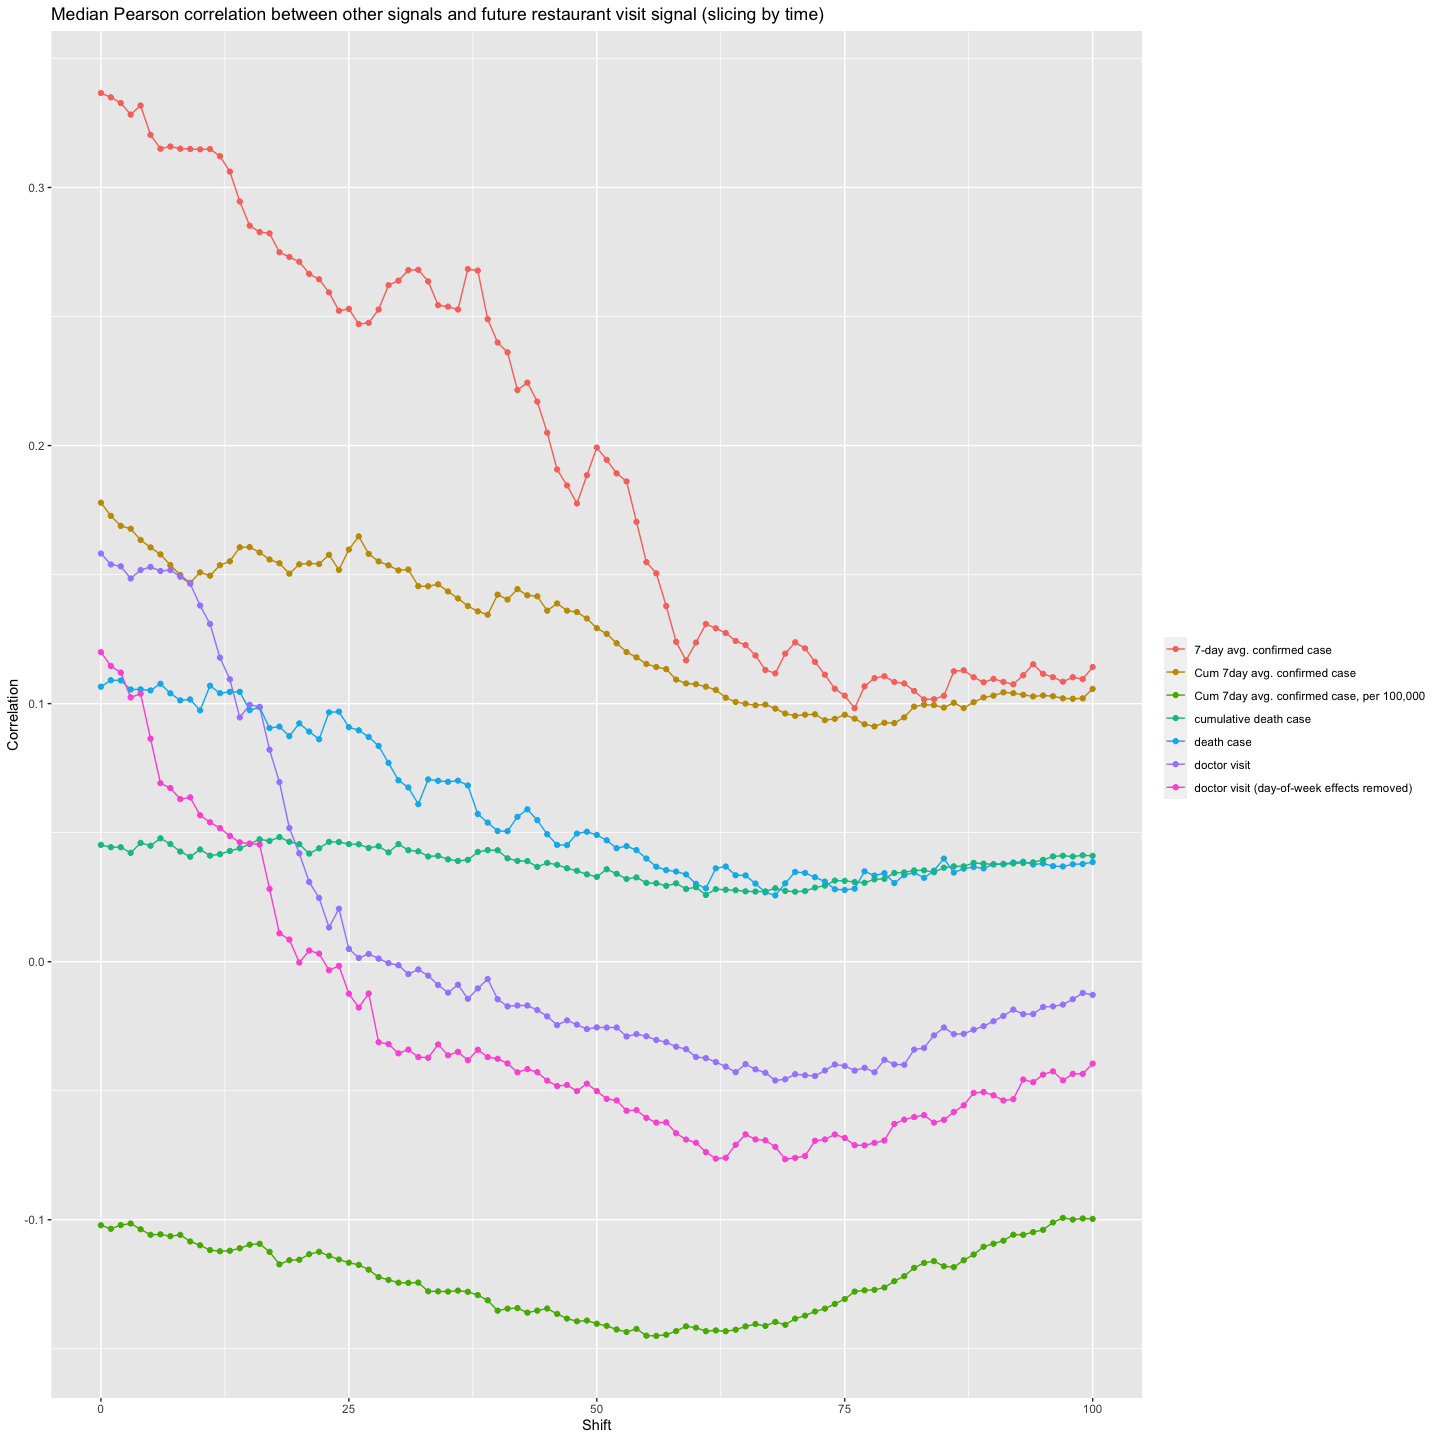 Median Pearson correlation between other signals and future restaurant visit signal (slicing by time)
Correlation
0.3
0.2
0.1
0.0
-0.1
0 25 50 75 100
Shift
7-day avg. confirmed case
Cum 7day avg. confirmed case
Cum 7day avg. confirmed case, per 100,000
cumulative death case
death case
doctor visit
doctor visit (day-of-week effects removed)